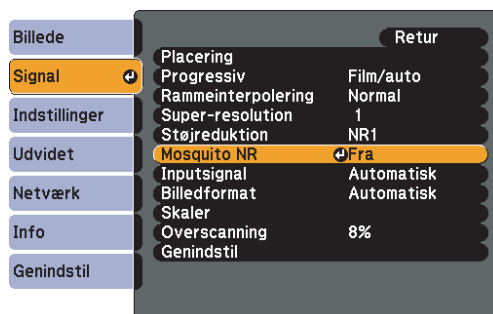 Billede
Signal
Indstillinger
Udvidet
Netværk
Info
Genindstil
Retur
Placering
Progressiv Film/auto
Rammeinterpolering Normal
Super-resolution 1
Støjreduktion NR1
Mosquito NR Fra
Inputsignal Automatisk
Billedformat Automatisk
Skaler
Overscanning 8%
Genindstil